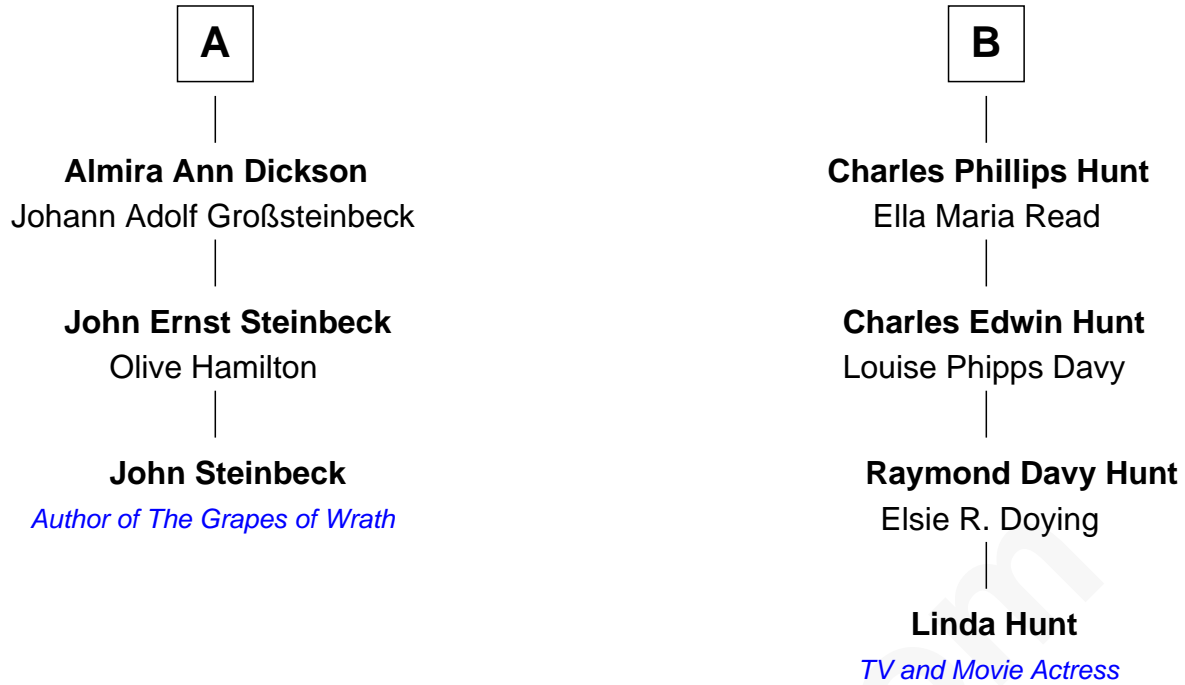 A
Almira Ann Dickson
Johann Adolf Großsteinbeck
John Ernst Steinbeck
Olive Hamilton
John Steinbeck
Author of The Grapes of Wrath
B
Charles Phillips Hunt
Ella Maria Read
Charles Edwin Hunt
Louise Phipps Davy
Raymond Davy Hunt
Elsie R. Doying
Linda Hunt
TV and Movie Actress